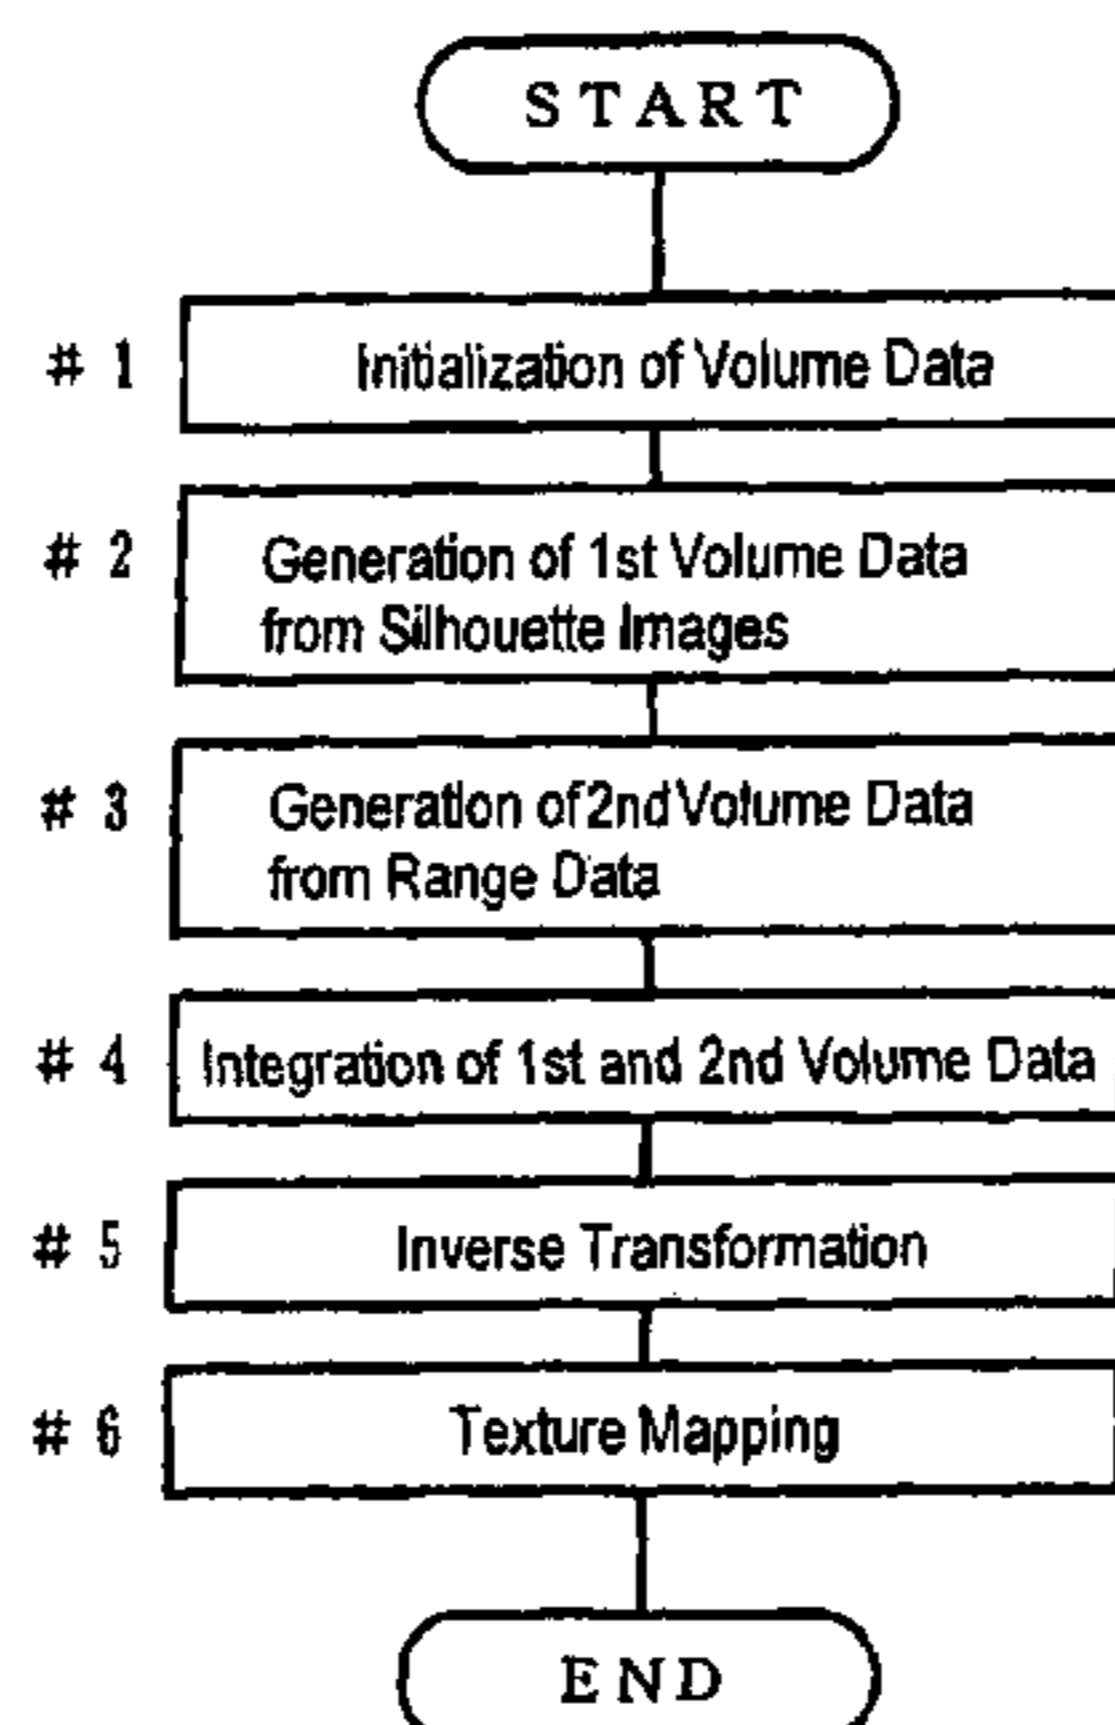 START
# 1 Initialization of Volume Data
# 2 Generation of 1st Volume Data
from Silhouette Images
# 3 Generation of 2nd Volume Data
from Range Data
# 4 Integration of 1st and 2nd Volume Data
# 5 Inverse Transformation
# 6 Texture Mapping
END